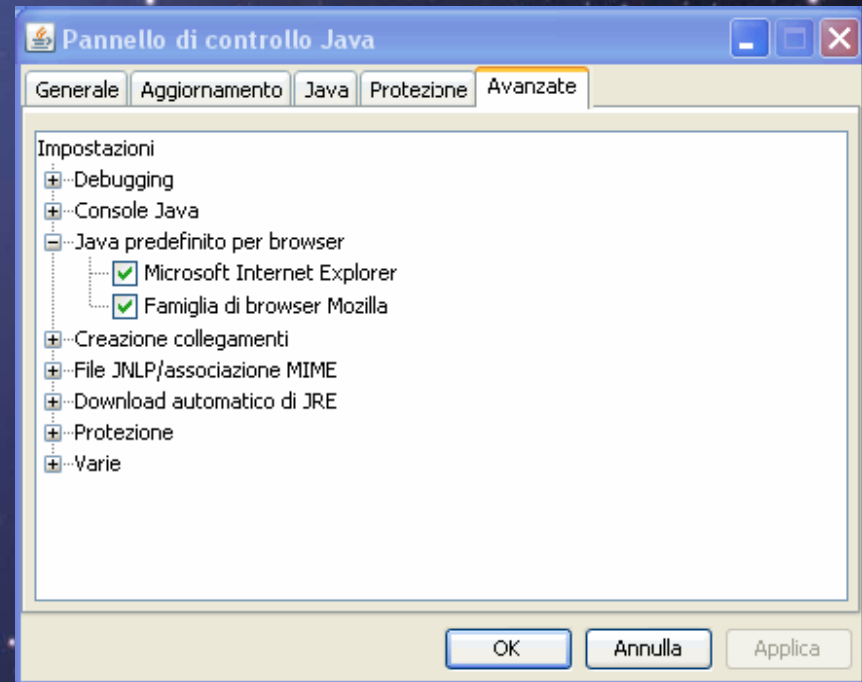 Pannello di controllo Java
Generale Aggiornamento Java Protezione Avanzate
Impostazioni
Debugging
Console Java
Java predefinito per browser
Microsoft Internet Explorer
Famiglia di browser Mozilla
Creazione collegamenti
File JNLP/associazione MIME
Download automatico di JRE
Protezione
Varie
OK Annulla Applica